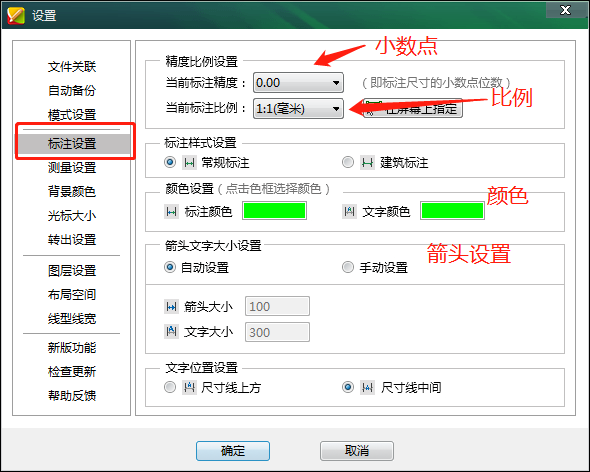 设置
文件关联
自动备份
模式设置
标注设置
测量设置
背景颜色
光标大小
转出设置
图层设置
布局空间
线型线宽
新版功能
检查更新
帮助反馈
小数点
精度比例设置
当前标注精度： 0.00 （即标注尺寸的小数点位数）
当前标注比例： 1:1(毫米) 在屏幕上指定
比例
标注样式设置
常规标注 建筑标注
颜色设置（点击色框选择颜色）
标注颜色 文字颜色
颜色
箭头文字大小设置
箭头设置
自动设置 手动设置
箭头大小 100
文字大小 300
文字位置设置
尺寸线上方 尺寸线中间
确定 取消